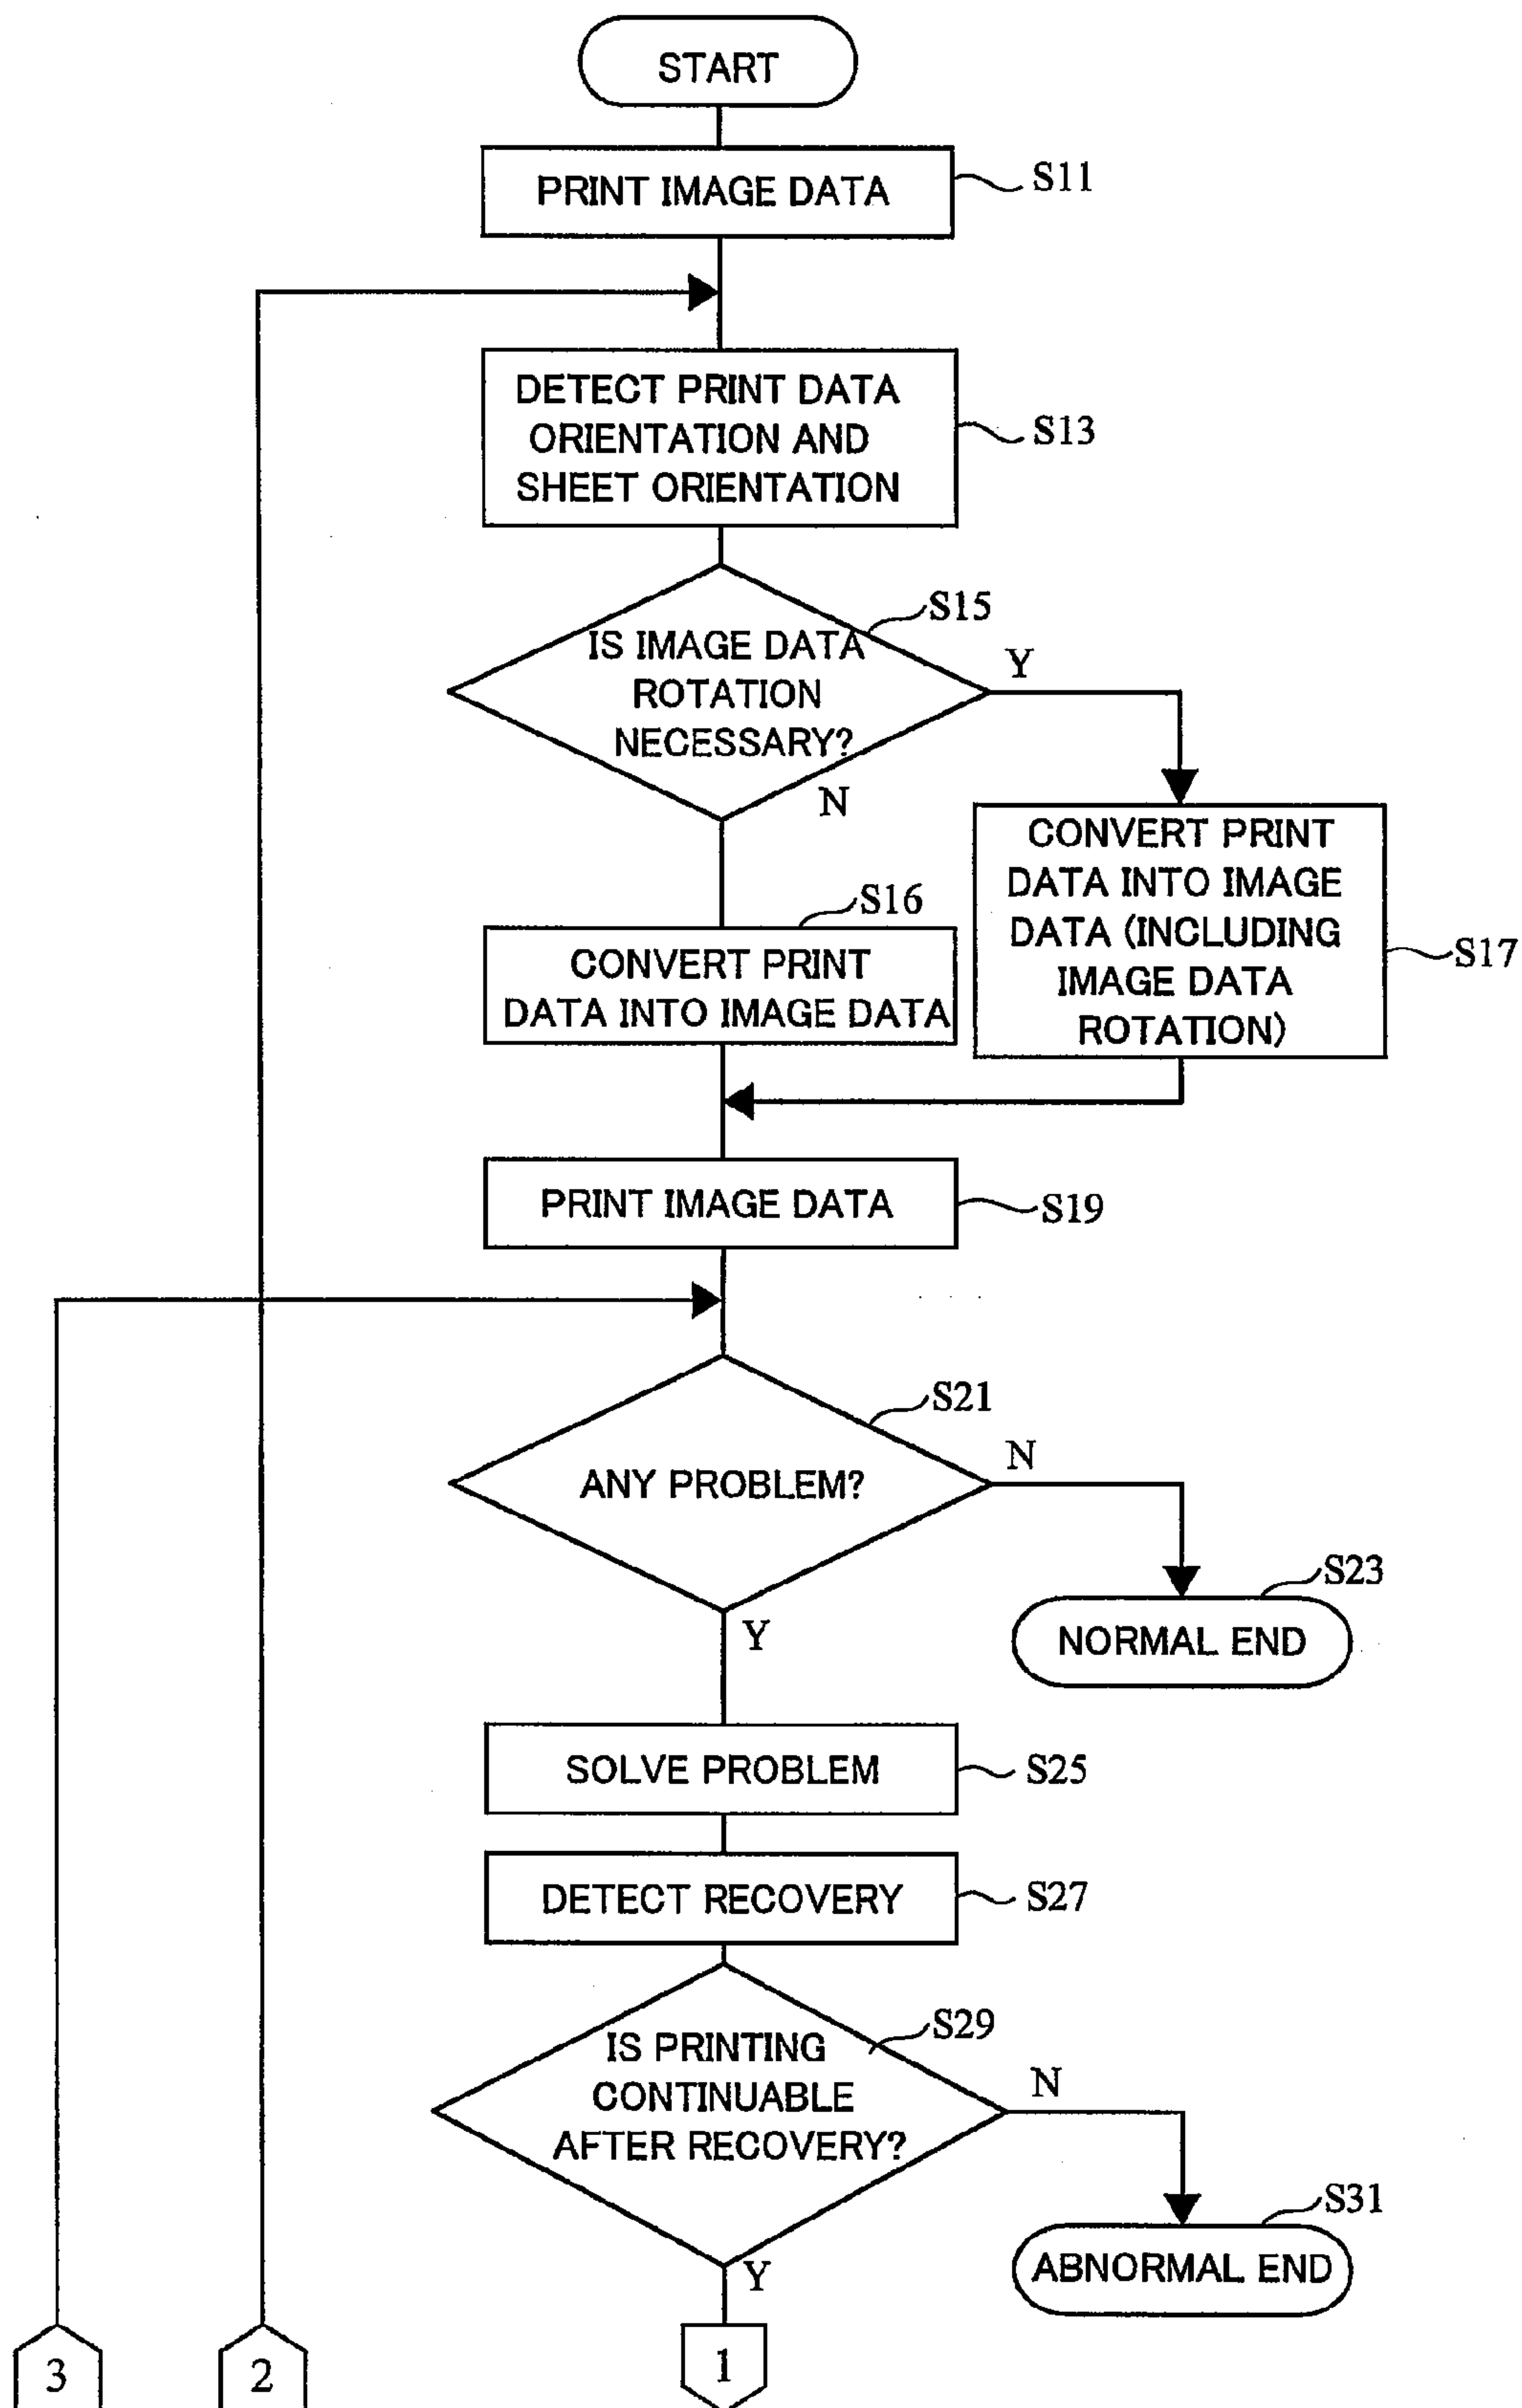 START
PRINT IMAGE DATA
S11
DETECT PRINT DATA
ORIENTATION AND
SHEET ORIENTATION
S13
S15
IS IMAGE DATA
ROTATION
NECESSARY?
Y
N
CONVERT PRINT
DATA INTO IMAGE
DATA (INCLUDING
IMAGE DATA
ROTATION)
S17
S16
CONVERT PRINT
DATA INTO IMAGE DATA
PRINT IMAGE DATA
S19
S21
ANY PROBLEM?
N
Y
S23
NORMAL END
SOLVE PROBLEM
S25
DETECT RECOVERY
S27
S29
IS PRINTING
CONTINUABLE
AFTER RECOVERY?
N
Y
S31
ABNORMAL END
3
2
1